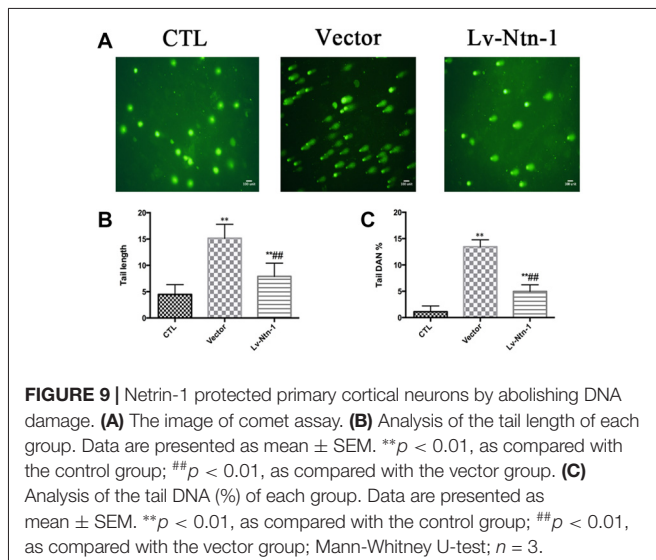 A
CTL Vector Lv-Ntn-1
B
Tail length
20
15
10
5
0
**
**##
CTL Vector Lv-Ntn-1
C
Tail DAN %
20
15
10
5
0
**
**##
CTL Vector Lv-Ntn-1
FIGURE 9 | Netrin-1 protected primary cortical neurons by abolishing DNA
damage. (A) The image of comet assay. (B) Analysis of the tail length of each
group. Data are presented as mean ± SEM. **p < 0.01, as compared with
the control group; ##p < 0.01, as compared with the vector group. (C)
Analysis of the tail DNA (%) of each group. Data are presented as
mean ± SEM. **p < 0.01, as compared with the control group; ##p < 0.01,
as compared with the vector group; Mann-Whitney U-test; n = 3.